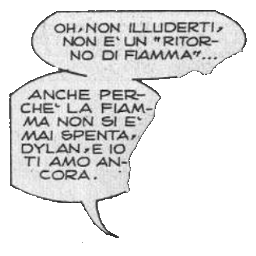 OH, NON ILLUDERTI,
NON E' UN "RITOR-
NO DI FIAMMA"...
ANCHE PER-
CHE' LA FIAM-
MA NON SI E'
MAI SPENTA,
DYLAN, E IO
TI AMO AN-
CORA.